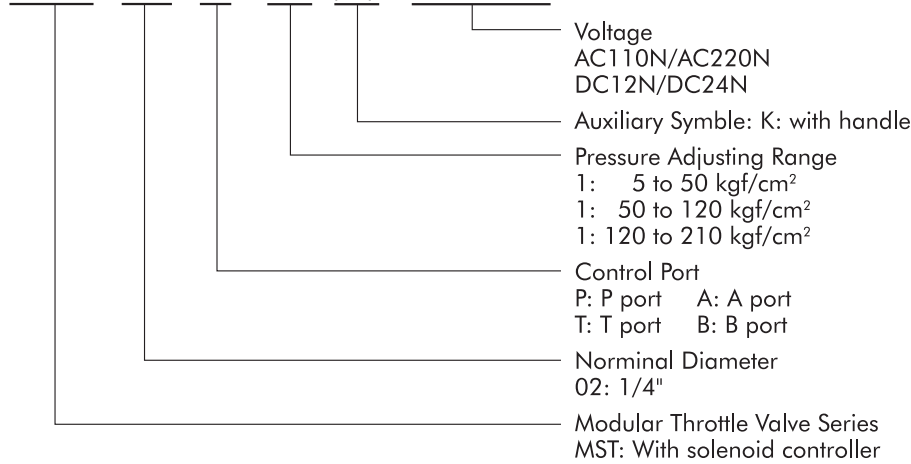 Voltage
AC110N/AC220N
DC12N/DC24N
Auxiliary Symble: K: with handle
Pressure Adjusting Range
1: 5 to 50 kgf/cm²
1: 50 to 120 kgf/cm²
1: 120 to 210 kgf/cm²
Control Port
P: P port A: A port
T: T port B: B port
Norminal Diameter
02: 1/4"
Modular Throttle Valve Series
MST: With solenoid controller